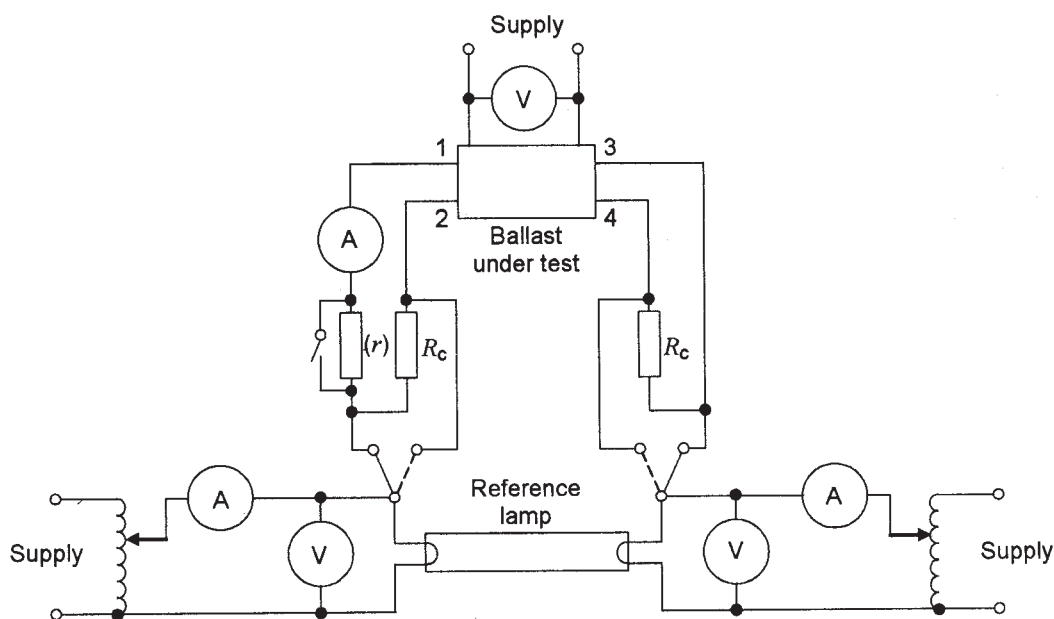 Supply
V
1
3
2
4
Ballast
under test
A
(r)
Rc
Rc
A
Reference
lamp
A
Supply
V
V
Supply